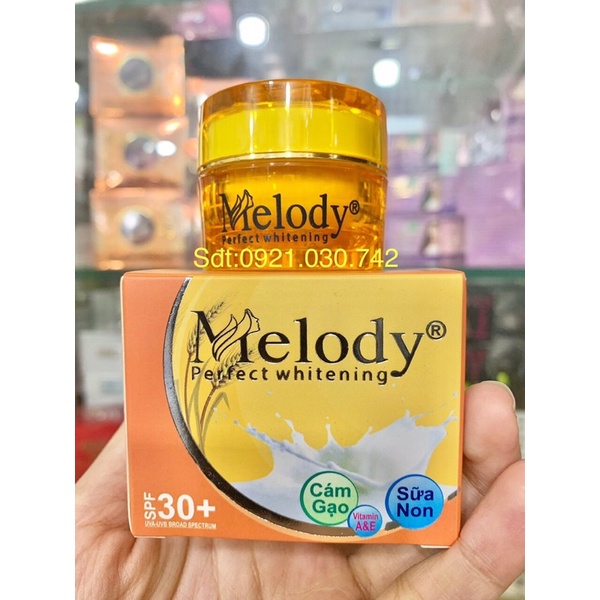 Melody®
Perfect whitening
Sdt:0921.030.742
Melody®
Perfect whitening
Cám
Gạo
Vitamin
A&E
Sữa
Non
SPF 30+
UVA-UVB BROAD SPECTRUM